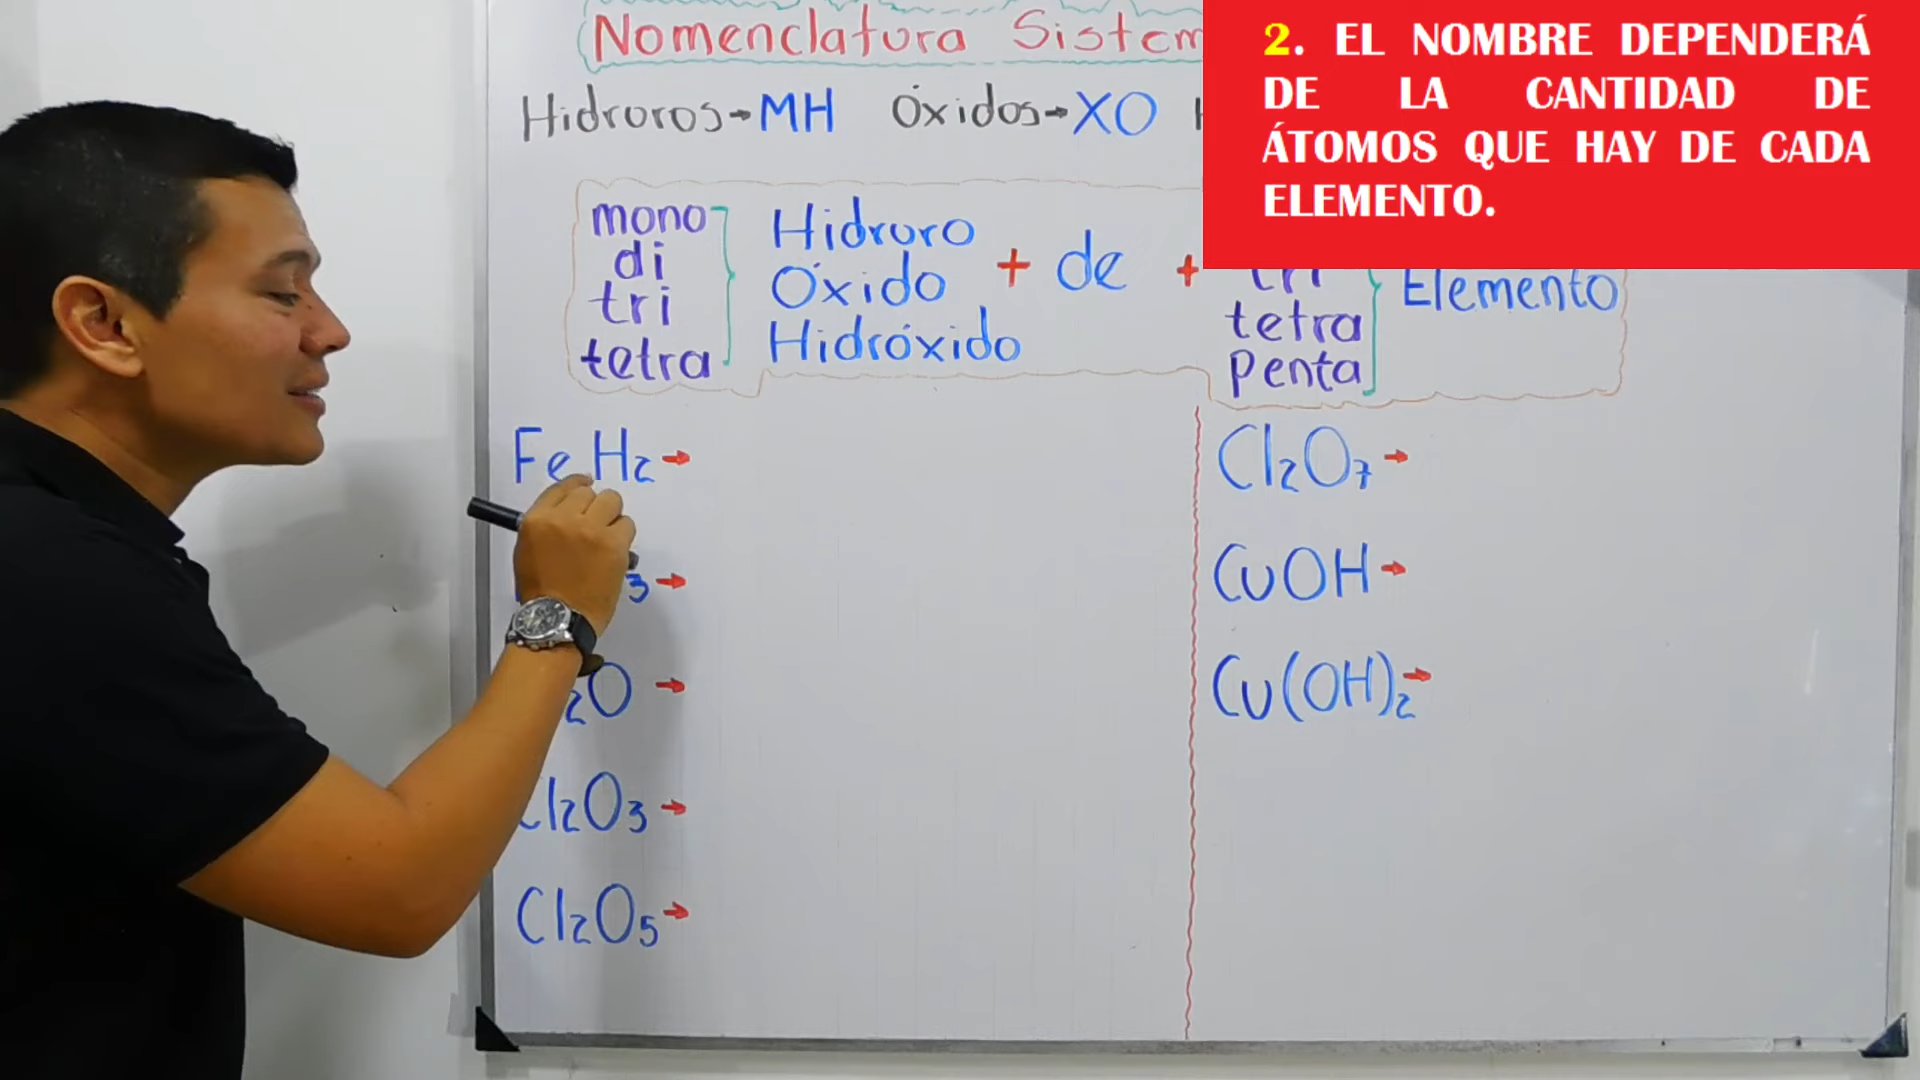 Nomenclatura Sistem
2. EL NOMBRE DEPENDERÁ
DE LA CANTIDAD DE
ÁTOMOS QUE HAY DE CADA
ELEMENTO.
Hidruros→MH Óxidos→XO
mono
di
tri
tetra
Hidruro
Óxido
Hidróxido
+ de +
tri
tetra
penta
Elemento
FeH2→
3→
2O→
Cl2O3→
Cl2O5→
Cl2O7→
CuOH→
Cu(OH)2→